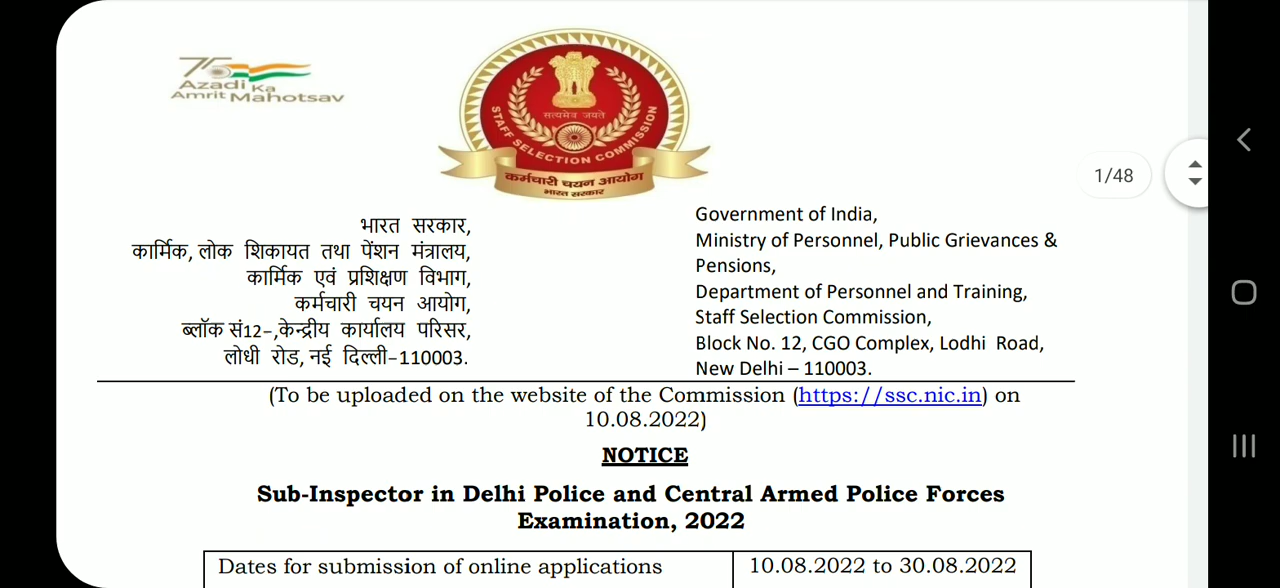 75
Azadi Ka
Amrit Mahotsav
सत्यमेव जयते
STAFF SELECTION COMMISSION
कर्मचारी चयन आयोग
भारत सरकार
1/48
भारत सरकार,
कार्मिक, लोक शिकायत तथा पेंशन मंत्रालय,
कार्मिक एवं प्रशिक्षण विभाग,
कर्मचारी चयन आयोग,
ब्लॉक सं12-,केन्द्रीय कार्यालय परिसर,
लोधी रोड, नई दिल्ली-110003.
Government of India,
Ministry of Personnel, Public Grievances &
Pensions,
Department of Personnel and Training,
Staff Selection Commission,
Block No. 12, CGO Complex, Lodhi Road,
New Delhi – 110003.
(To be uploaded on the website of the Commission (https://ssc.nic.in) on
10.08.2022)
NOTICE
Sub-Inspector in Delhi Police and Central Armed Police Forces
Examination, 2022
Dates for submission of online applications 10.08.2022 to 30.08.2022